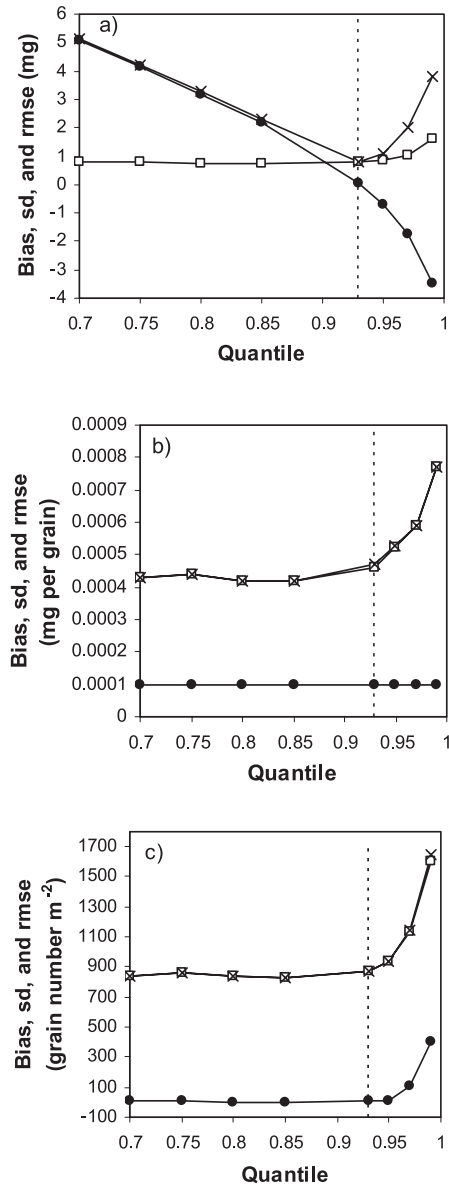 a)
Bias, sd, and rmse (mg)
6
5
4
3
2
1
0
-1
-2
-3
-4
0.7 0.75 0.8 0.85 0.9 0.95 1
Quantile
b)
Bias, sd, and rmse
(mg per grain)
0.0009
0.0008
0.0007
0.0006
0.0005
0.0004
0.0003
0.0002
0.0001
0
0.7 0.75 0.8 0.85 0.9 0.95 1
Quantile
c)
Bias, sd, and rmse
(grain number m⁻²)
1700
1500
1300
1100
900
700
500
300
100
-100
0.7 0.75 0.8 0.85 0.9 0.95 1
Quantile